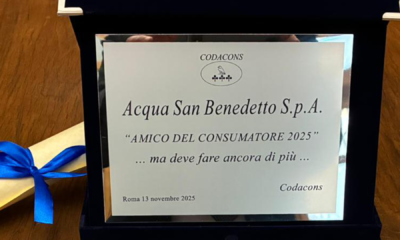 CODACONS
Acqua San Benedetto S.p.A.
"AMICO DEL CONSUMATORE 2025"
... ma deve fare ancora di più ...
Codacons
Roma 13 novembre 2025